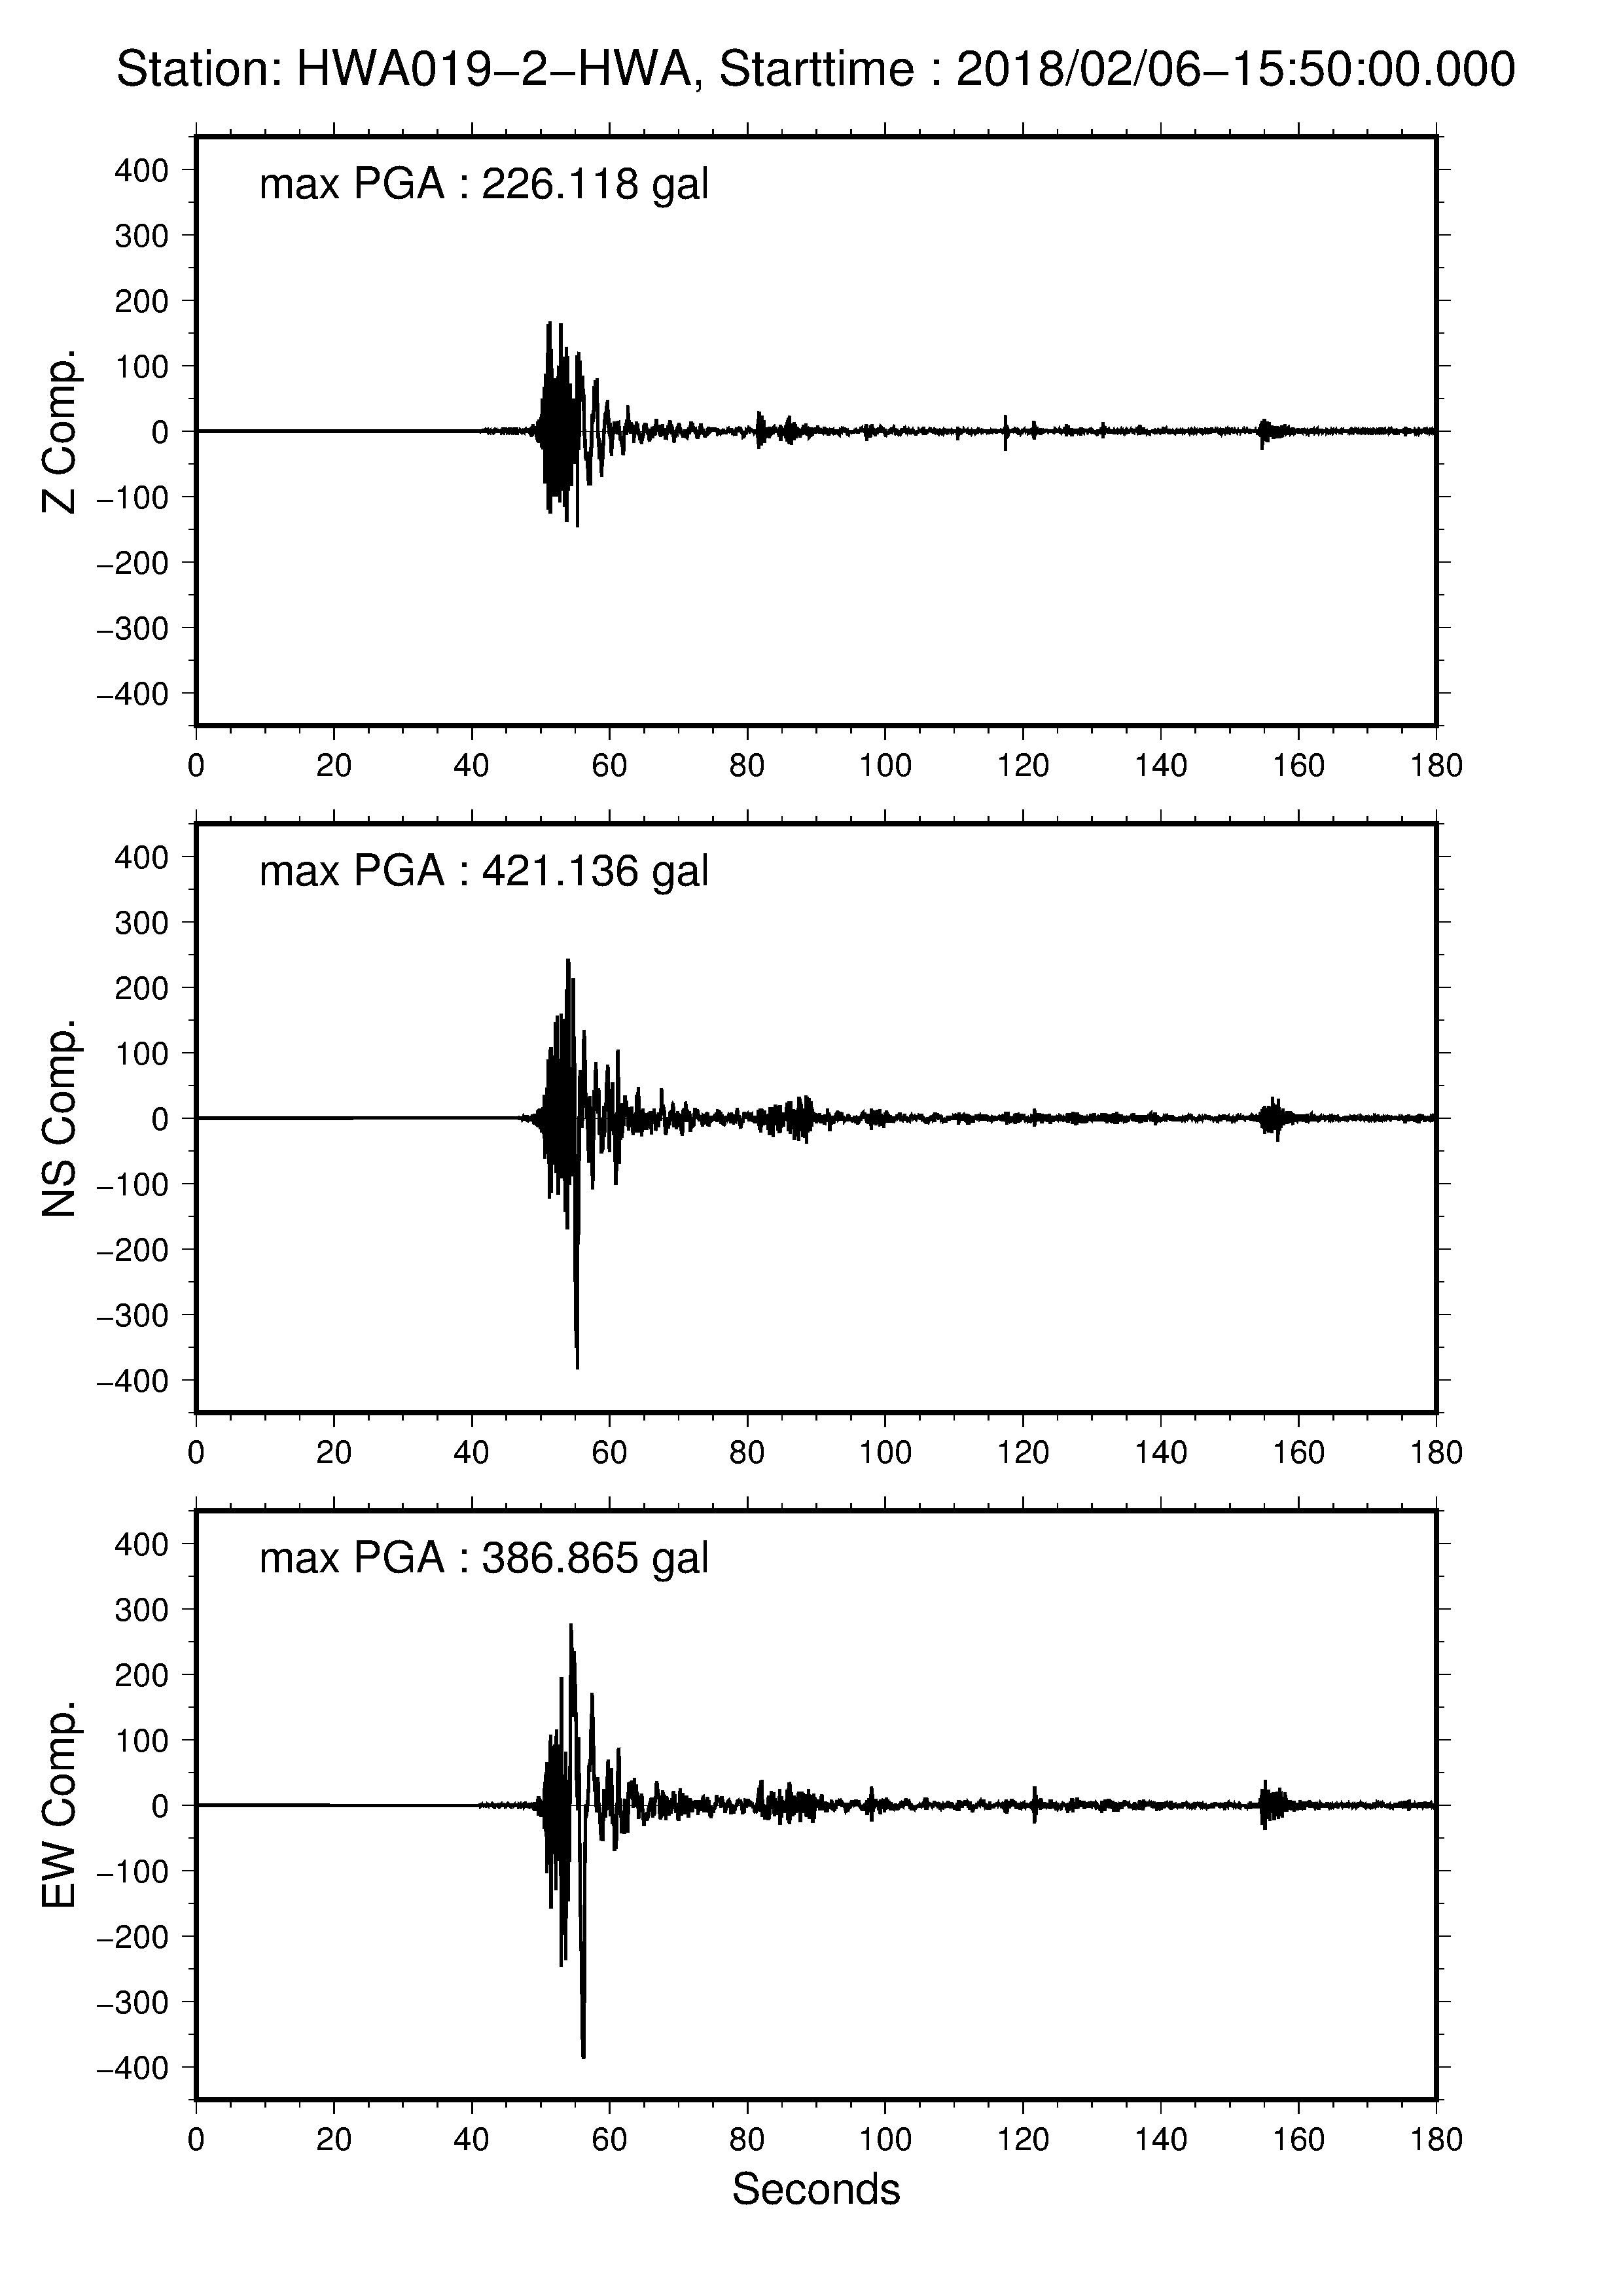 Station: HWA019−2−HWA, Starttime : 2018/02/06−15:50:00.000
max PGA : 226.118 gal
Z Comp.
400
300
200
100
0
−100
−200
−300
−400
0 20 40 60 80 100 120 140 160 180
max PGA : 421.136 gal
NS Comp.
400
300
200
100
0
−100
−200
−300
−400
0 20 40 60 80 100 120 140 160 180
max PGA : 386.865 gal
EW Comp.
400
300
200
100
0
−100
−200
−300
−400
0 20 40 60 80 100 120 140 160 180
Seconds